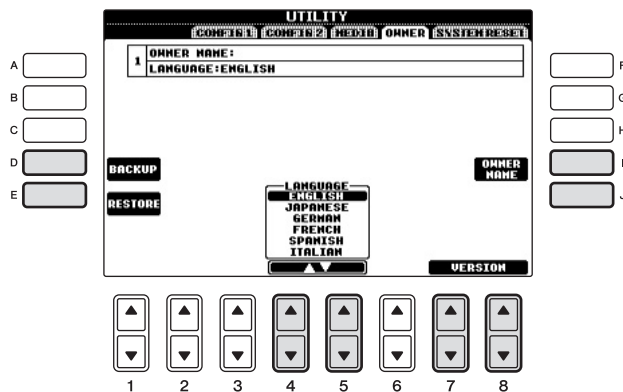 UTILITY
CONFIG 1 CONFIG 2 MEDIA OWNER SYSTEM RESET
1 OWNER NAME:
LANGUAGE:ENGLISH
A
B
C
D
E
F
G
H
I
J
BACKUP
OWNER NAME
RESTORE
LANGUAGE
ENGLISH
JAPANESE
GERMAN
FRENCH
SPANISH
ITALIAN
VERSION
1 2 3 4 5 6 7 8